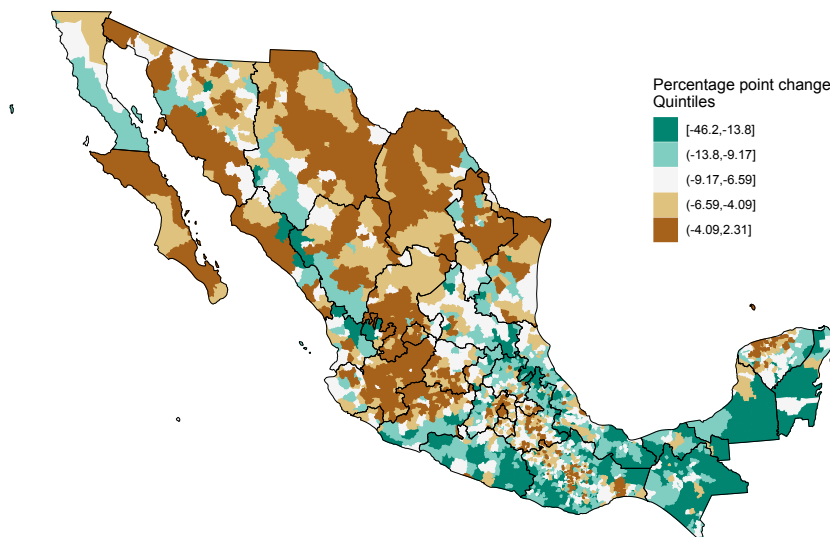 Percentage point change
Quintiles
[-46.2,-13.8]
(-13.8,-9.17]
(-9.17,-6.59]
(-6.59,-4.09]
(-4.09,2.31]